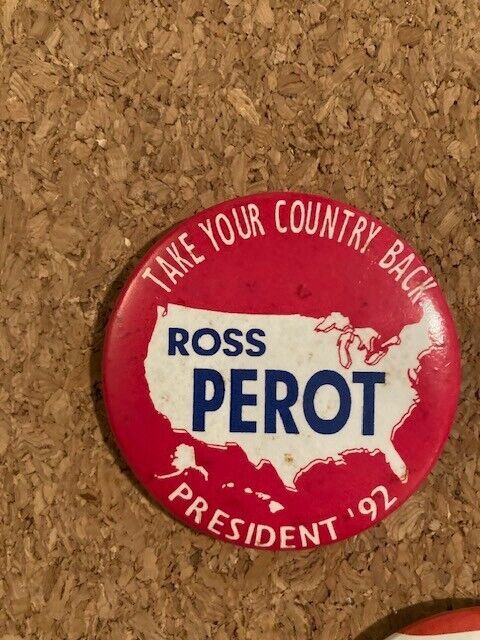 TAKE YOUR COUNTRY BACK
ROSS
PEROT
PRESIDENT '92